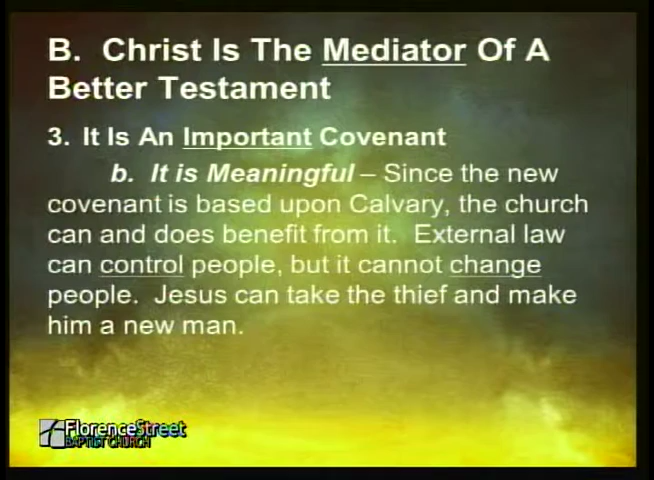 B. Christ Is The Mediator Of A
Better Testament
3. It Is An Important Covenant
b. It is Meaningful – Since the new
covenant is based upon Calvary, the church
can and does benefit from it. External law
can control people, but it cannot change
people. Jesus can take the thief and make
him a new man.
FlorenceStreet
BAPTIST CHURCH